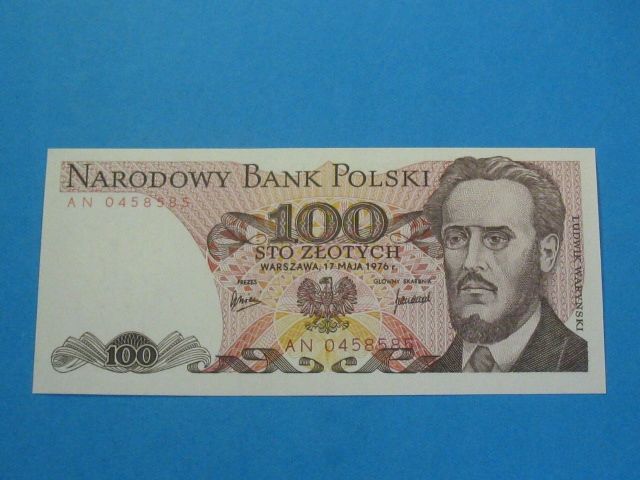 NARODOWY BANK POLSKI
AN 0458585
100
STO ZŁOTYCH
WARSZAWA, 17 MAJA 1976 r.
PREZES
GŁÓWNY SKARBNIK
AN 0458585
100
LUDWIK WARYŃSKI